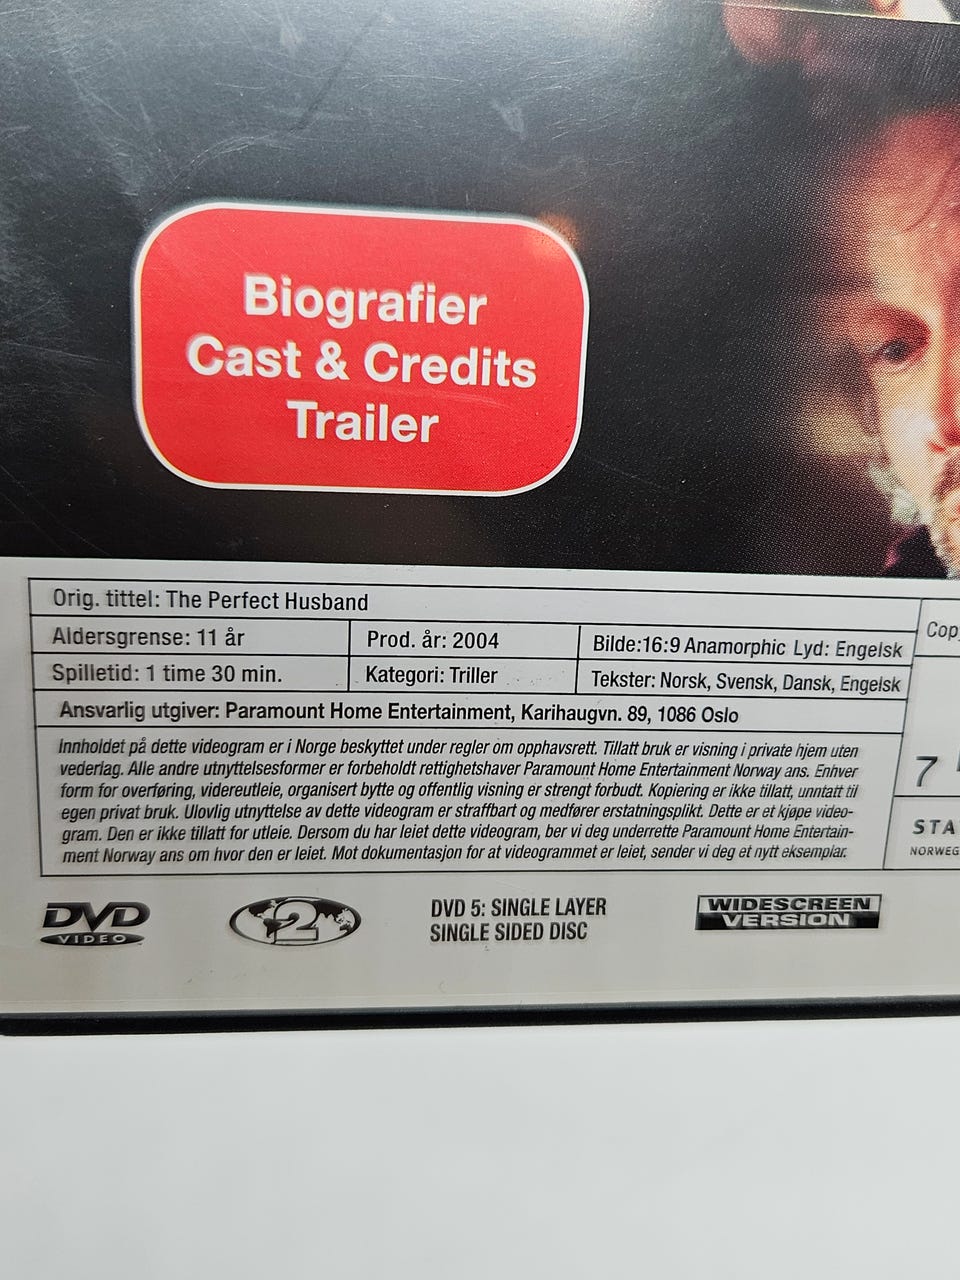 Biografier
Cast & Credits
Trailer
Orig. tittel: The Perfect Husband
Aldersgrense: 11 år
Prod. år: 2004
Bilde:16:9 Anamorphic Lyd: Engelsk
Spilletid: 1 time 30 min.
Kategori: Triller
Tekster: Norsk, Svensk, Dansk, Engelsk
Ansvarlig utgiver: Paramount Home Entertainment, Karihaugvn. 89, 1086 Oslo
Innholdet på dette videogram er i Norge beskyttet under regler om opphavsrett. Tillatt bruk er visning i private hjem uten
vederlag. Alle andre utnyttelsesformer er forbeholdt rettighetshaver Paramount Home Entertainment Norway ans. Enhver
form for overføring, videreutleie, organisert bytte og offentlig visning er strengt forbudt. Kopiering er ikke tillatt, unntatt til
egen privat bruk. Ulovlig utnyttelse av dette videogram er straffbart og medfører erstatningsplikt. Dette er et kjøpe video-
gram. Den er ikke tillatt for utleie. Dersom du har leiet dette videogram, ber vi deg underrette Paramount Home Entertain-
ment Norway ans om hvor den er leiet. Mot dokumentasjon for at videogrammet er leiet, sender vi deg et nytt eksemplar.
Cop
7
STA
NORWEG
DVD
VIDEO
2
DVD 5: SINGLE LAYER
SINGLE SIDED DISC
WIDESCREEN
VERSION